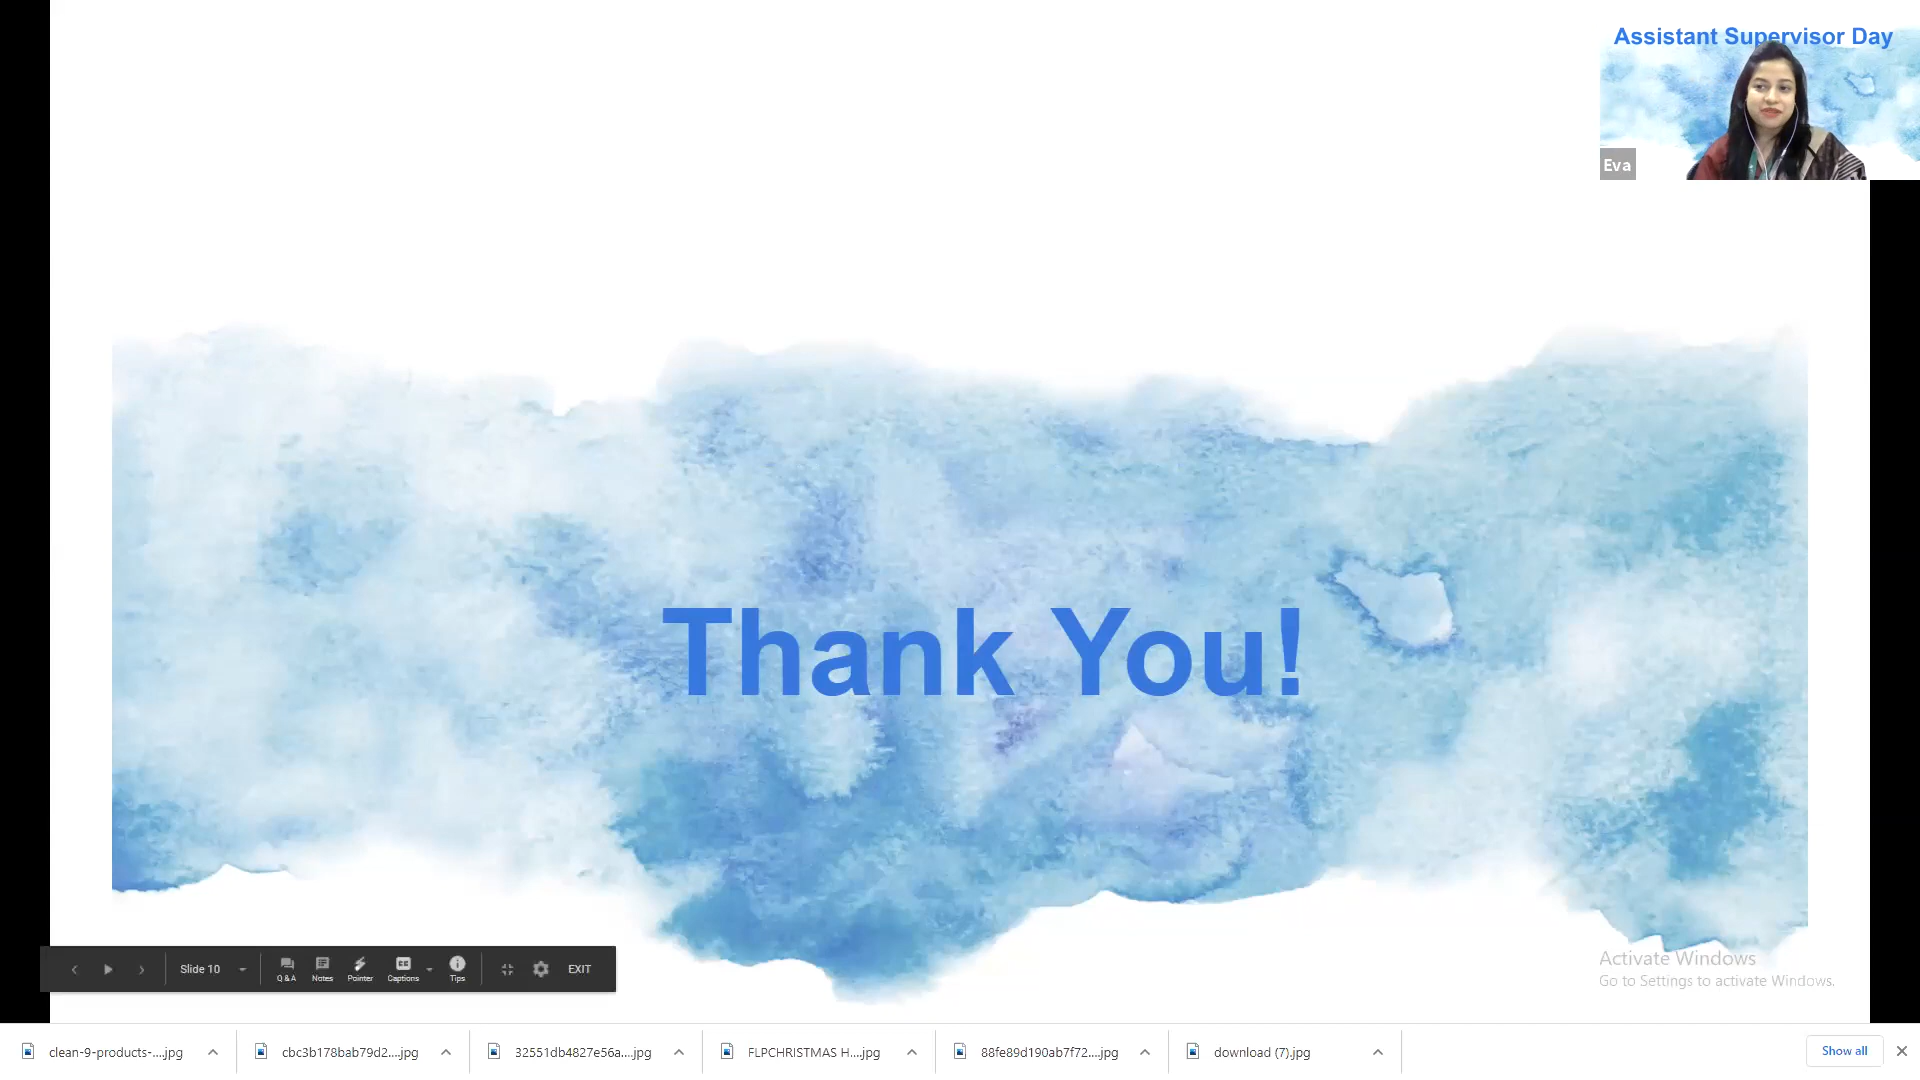 Assistant Supervisor Day
Eva
Thank You!
Activate Windows
Go to Settings to activate Windows.
Slide 10
Q & A
Notes
Pointer
Captions
Tips
EXIT
clean-9-products-....jpg
cbc3b178bab79d2....jpg
32551db4827e56a....jpg
FLPCHRISTMAS H....jpg
88fe89d190ab7f72....jpg
download (7).jpg
Show all